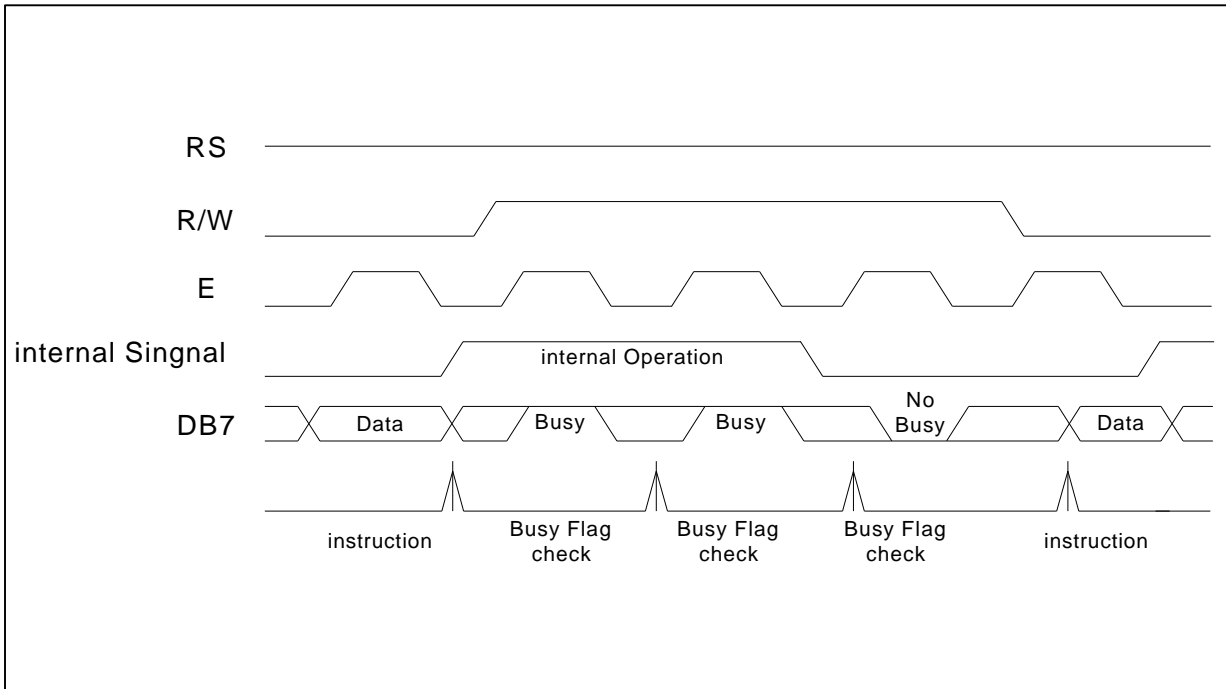 RS
R/W
E
internal Singnal
internal Operation
DB7
Data
Busy
Busy
No
Busy
Data
instruction
Busy Flag
check
Busy Flag
check
Busy Flag
check
instruction